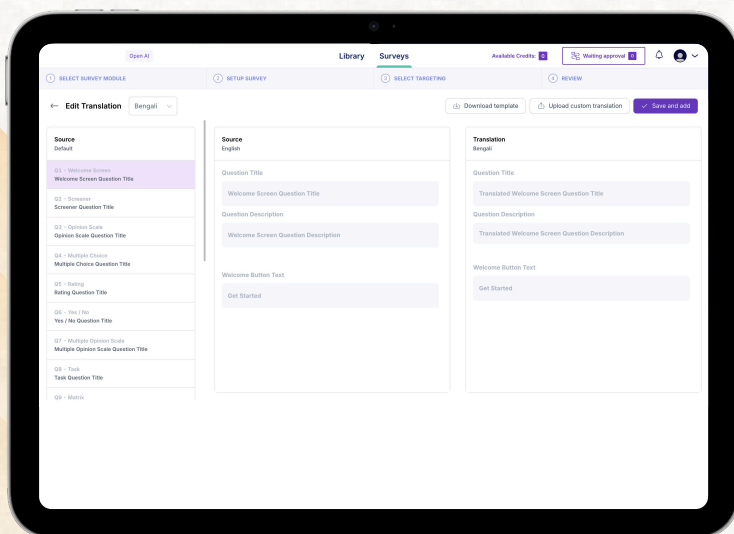 Open AI
Library Surveys
Available Credits: 0
Waiting approval 0
1 SELECT SURVEY MODULE
2 SETUP SURVEY
3 SELECT TARGETING
4 REVIEW
← Edit Translation
Bengali
Download template
Upload custom translation
Save and add
Source
Default
Q1 - Welcome Screen
Welcome Screen Question Title
Q2 - Screener
Screener Question Title
Q3 - Opinion Scale
Opinion Scale Question Title
Q4 - Multiple Choice
Multiple Choice Question Title
Q5 - Rating
Rating Question Title
Q6 - Yes / No
Yes / No Question Title
Q7 - Multiple Opinion Scale
Multiple Opinion Scale Question Title
Q8 - Task
Task Question Title
Q9 - Matrix
Source
English
Question Title
Welcome Screen Question Title
Question Description
Welcome Screen Question Description
Welcome Button Text
Get Started
Translation
Bengali
Question Title
Translated Welcome Screen Question Title
Question Description
Translated Welcome Screen Question Description
Welcome Button Text
Get Started